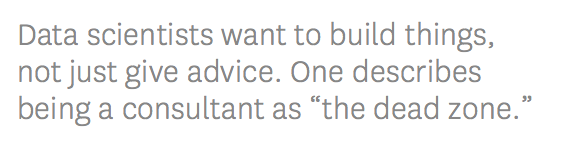 Data scientists want to build things,
not just give advice. One describes
being a consultant as “the dead zone.”